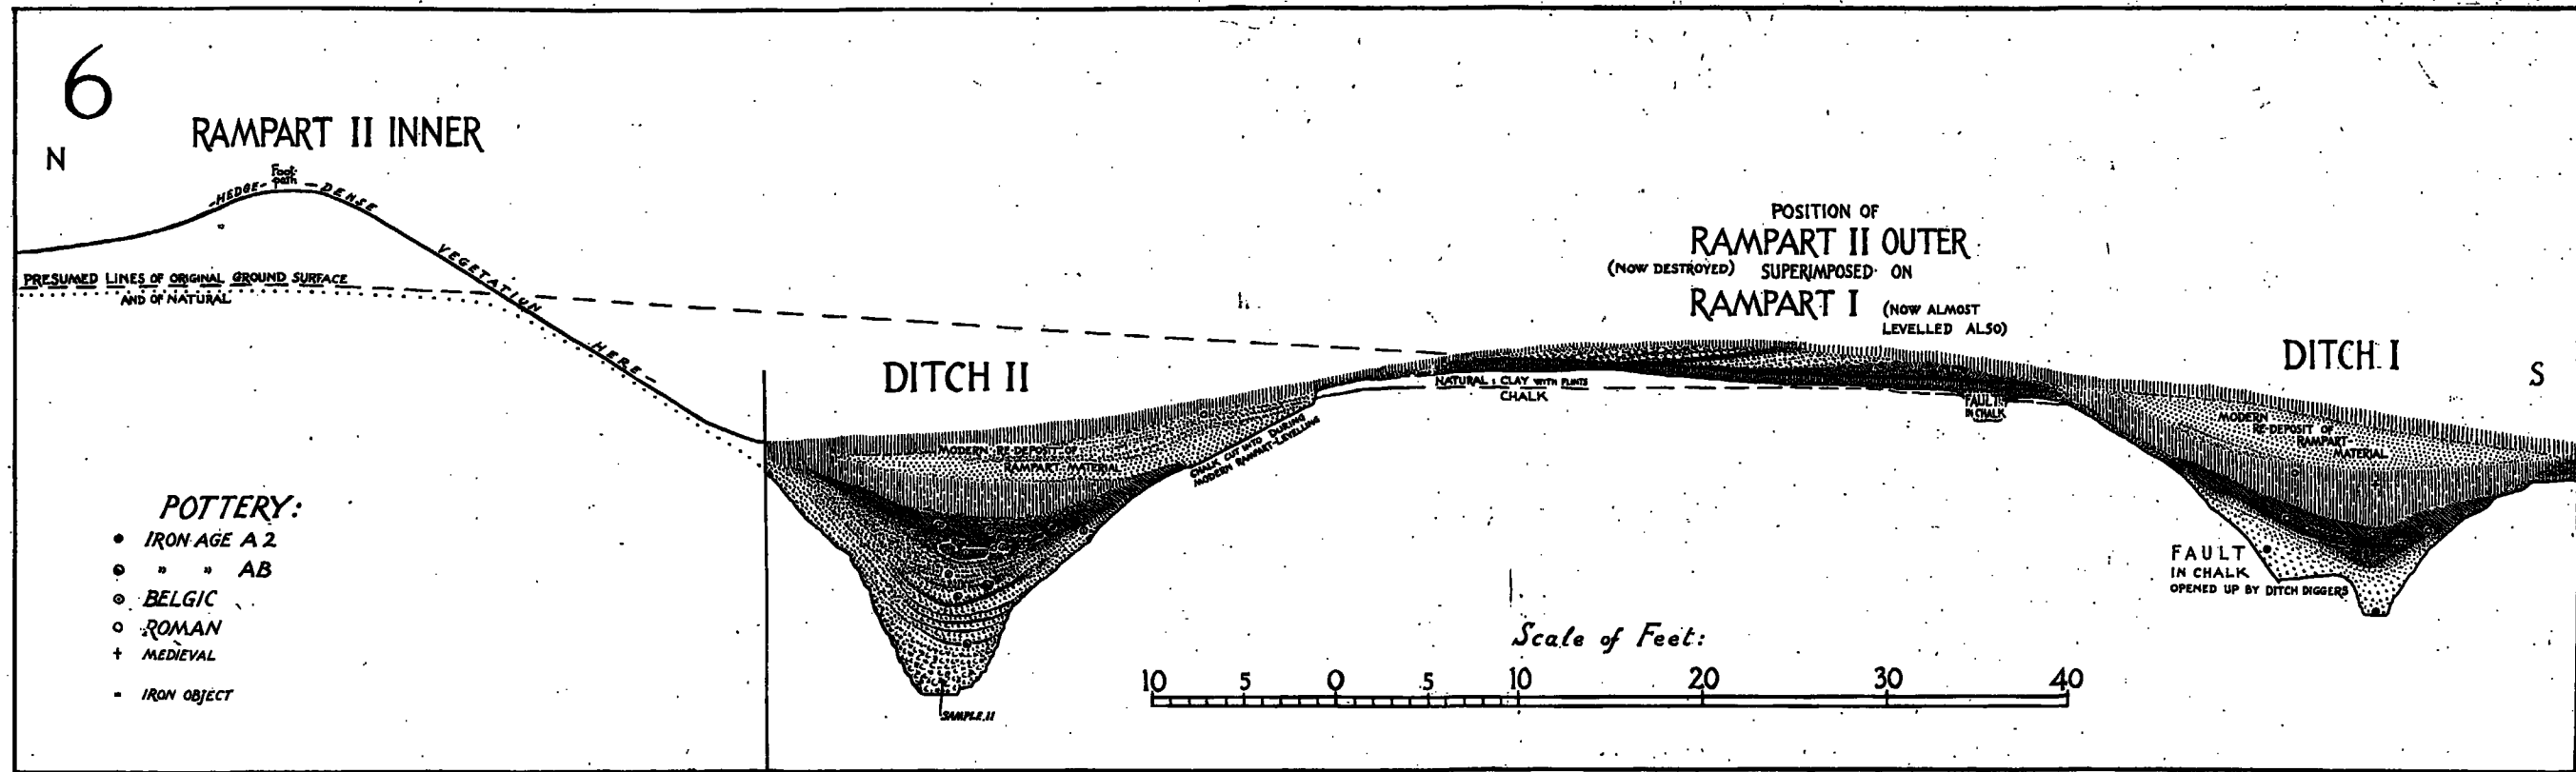 6
N
RAMPART II INNER
-HEDGE-
Foot-
path
-DENSE
VEGETATION
HERE-
PRESUMED LINES OF ORIGINAL GROUND SURFACE
AND OF NATURAL
DITCH II
MODERN RE-DEPOSIT OF
RAMPART MATERIAL
CHALK CUT INTO DURING
MODERN RAMPART-LEVELLING
POSITION OF
RAMPART II OUTER
(NOW DESTROYED) SUPERIMPOSED ON
RAMPART I (NOW ALMOST
LEVELLED ALSO)
NATURAL: CLAY WITH FLINTS
CHALK
FAULT
IN CHALK
DITCH I
S
MODERN
RE-DEPOSIT OF
RAMPART
MATERIAL
FAULT
IN CHALK
OPENED UP BY DITCH DIGGERS
POTTERY:
IRON AGE A2
" " AB
BELGIC
ROMAN
MEDIEVAL
IRON OBJECT
SAMPLE II
Scale of Feet:
10 5 0 5 10 20 30 40